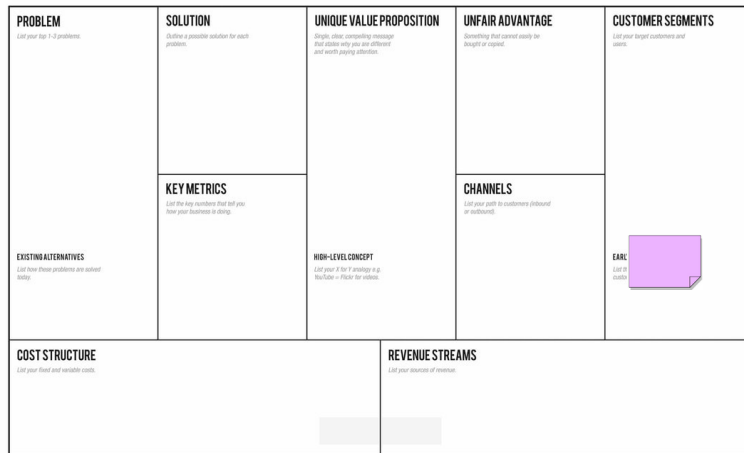 PROBLEM
List your top 1-3 problems.
EXISTING ALTERNATIVES
List how these problems are solved
today.
SOLUTION
Outline a possible solution for each
problem.
KEY METRICS
List the key numbers that tell you
how your business is doing.
UNIQUE VALUE PROPOSITION
Single, clear, compelling message
that states why you are different
and worth paying attention.
HIGH-LEVEL CONCEPT
List your X for Y analogy e.g.
YouTube = Flickr for videos.
UNFAIR ADVANTAGE
Something that cannot easily be
bought or copied.
CHANNELS
List your path to customers (inbound
or outbound).
CUSTOMER SEGMENTS
List your target customers and
users.
List
COST STRUCTURE
List your fixed and variable costs.
REVENUE STREAMS
List your sources of revenue.